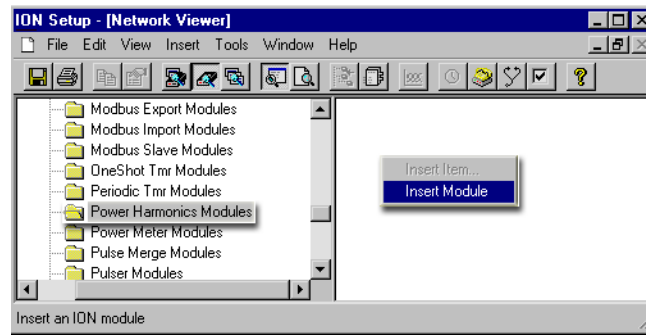 ION Setup - [Network Viewer]
File Edit View Insert Tools Window Help
Modbus Export Modules
Modbus Import Modules
Modbus Slave Modules
OneShot Tmr Modules
Periodic Tmr Modules
Power Harmonics Modules
Power Meter Modules
Pulse Merge Modules
Pulser Modules
Insert Item...
Insert Module
Insert an ION module